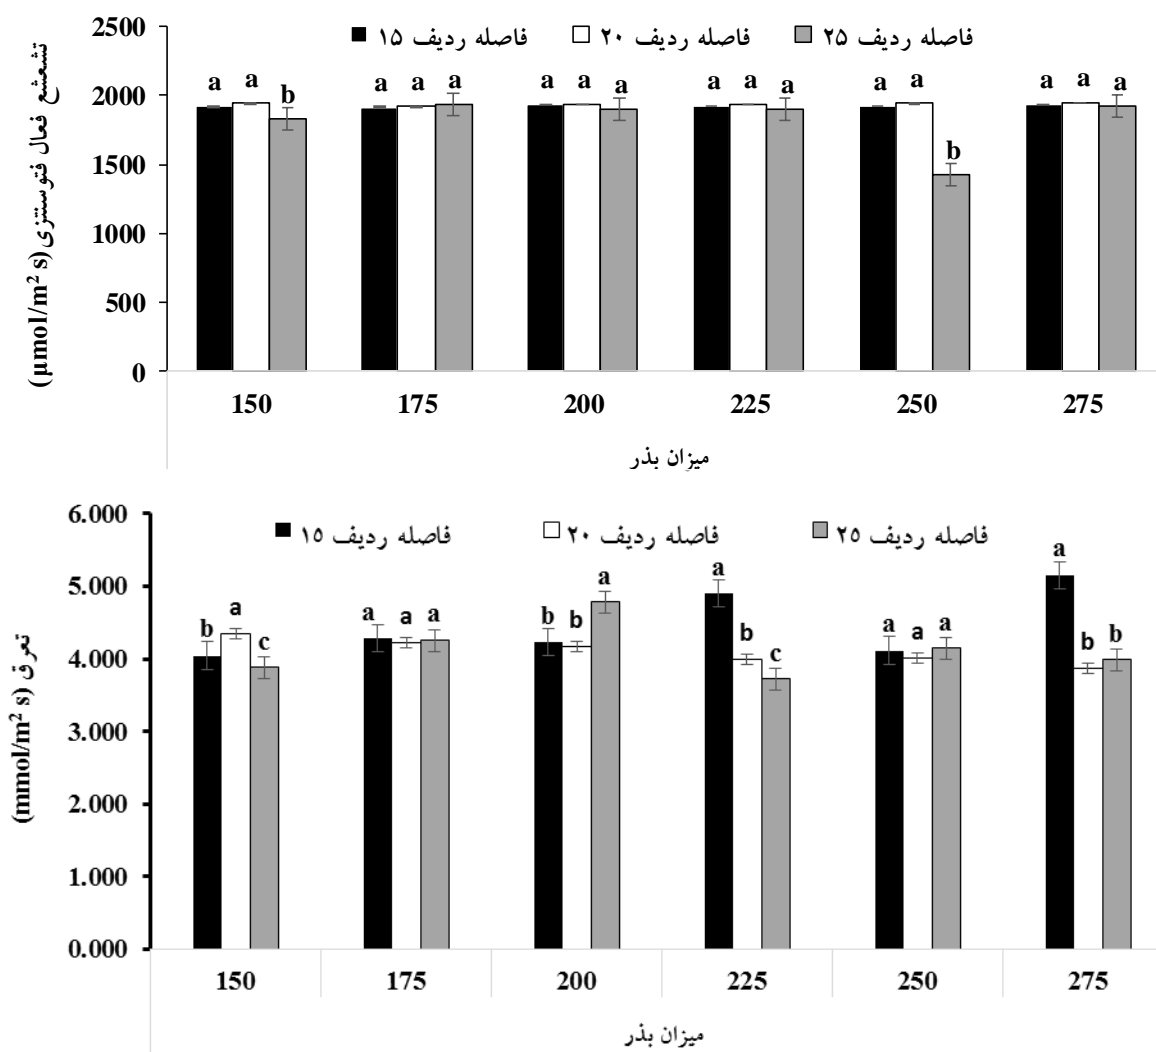 2500
2000
1500
1000
500
0
تشعشع فعال فتوسنتزی (µmol/m² s))
فاصله ردیف ۱۵ فاصله ردیف ۲۰ فاصله ردیف ۲۵
a a b a a a a a a a a a a a b a a a
150 175 200 225 250 275
میزان بذر
6.000
5.000
4.000
3.000
2.000
1.000
0.000
تعرق (mmol/m² s)
فاصله ردیف ۱۵ فاصله ردیف ۲۰ فاصله ردیف ۲۵
b a c a a a b b a a b c a a a a b b
150 175 200 225 250 275
میزان بذر